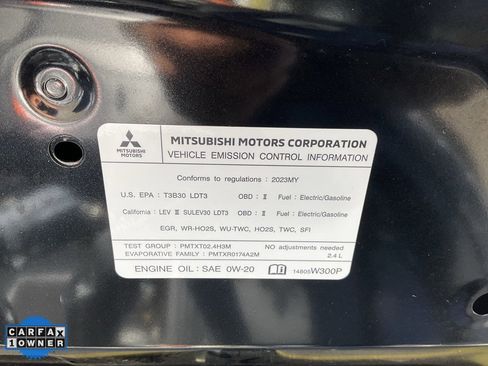 MITSUBISHI MOTORS CORPORATION
VEHICLE EMISSION CONTROL INFORMATION
MITSUBISHI
MOTORS
Conforms to regulations : 2023MY
U.S. EPA : T3B30 LDT3 OBD : II Fuel : Electric/Gasoline
California : LEV III SULEV30 LDT3 OBD : II Fuel : Electric/Gasoline
EGR, WR-HO2S, WU-TWC, HO2S, TWC, SFI
TEST GROUP : PMTXT02.4H3M NO adjustments needed
EVAPORATIVE FAMILY : PMTXR0174A2M 2.4 L
ENGINE OIL : SAE 0W-20 14805W300P
CARFAX
1 OWNER